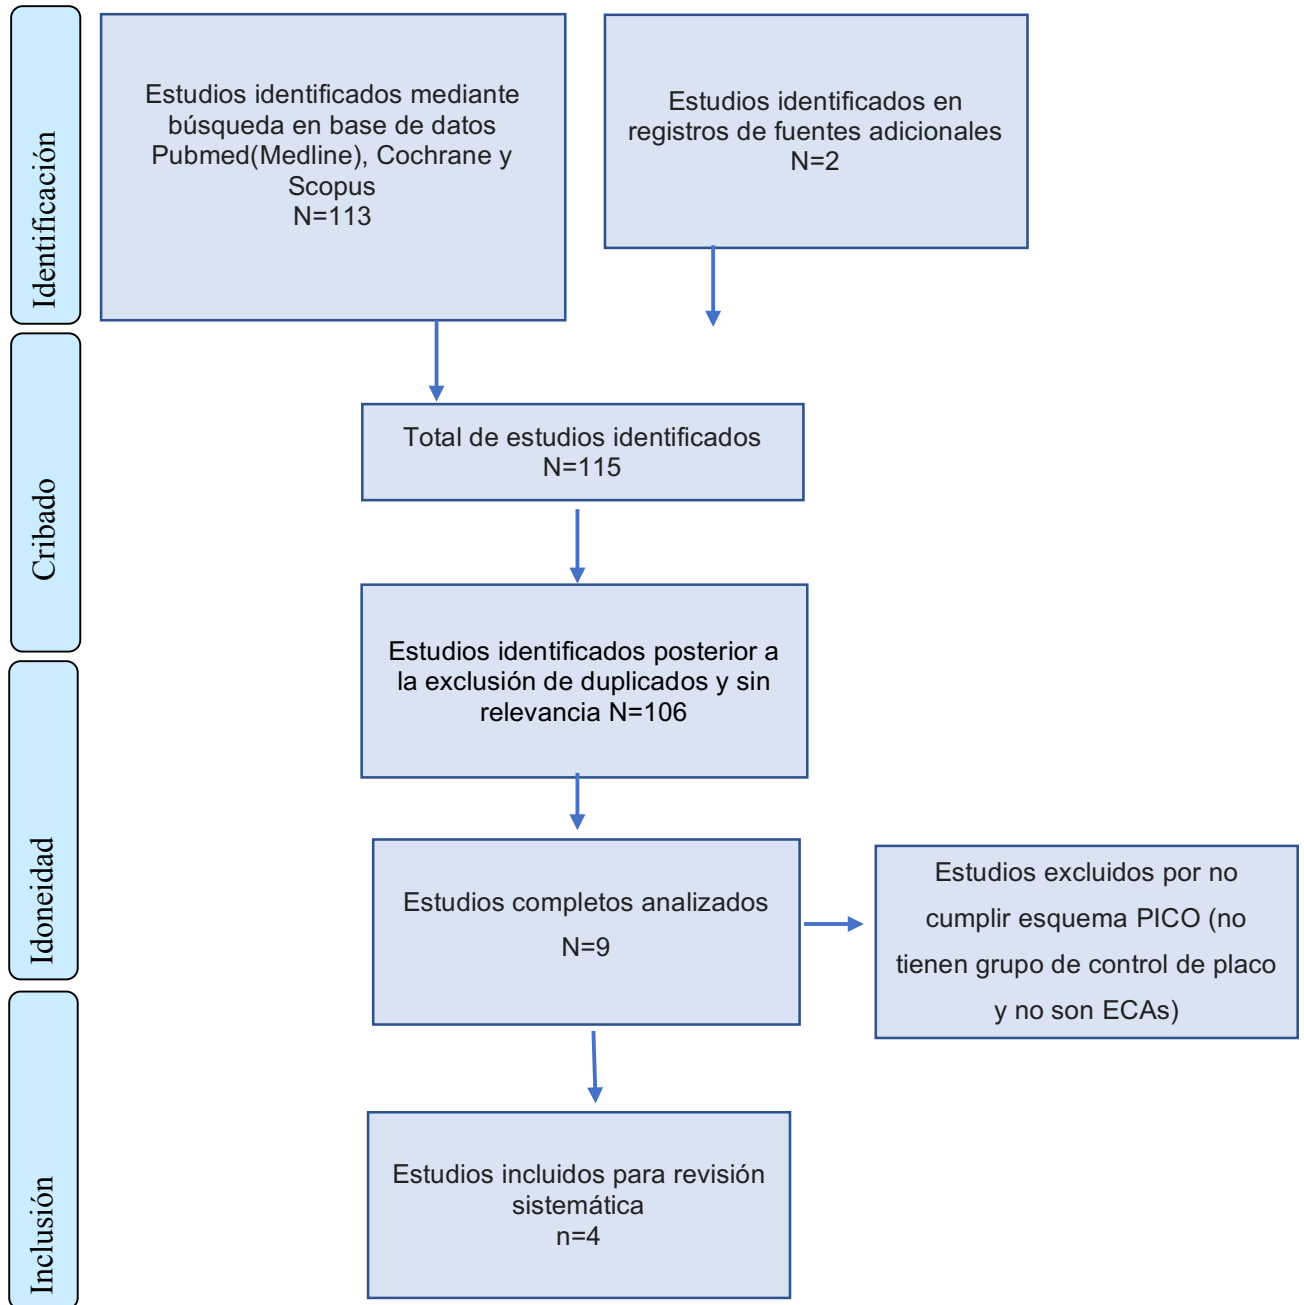 Identificación
Estudios identificados mediante
búsqueda en base de datos
Pubmed(Medline), Cochrane y
Scopus
N=113
Estudios identificados en
registros de fuentes adicionales
N=2
Cribado
Total de estudios identificados
N=115
Estudios identificados posterior a
la exclusión de duplicados y sin
relevancia N=106
Idoneidad
Estudios completos analizados
N=9
Estudios excluidos por no
cumplir esquema PICO (no
tienen grupo de control de placo
y no son ECAs)
Inclusión
Estudios incluidos para revisión
sistemática
n=4